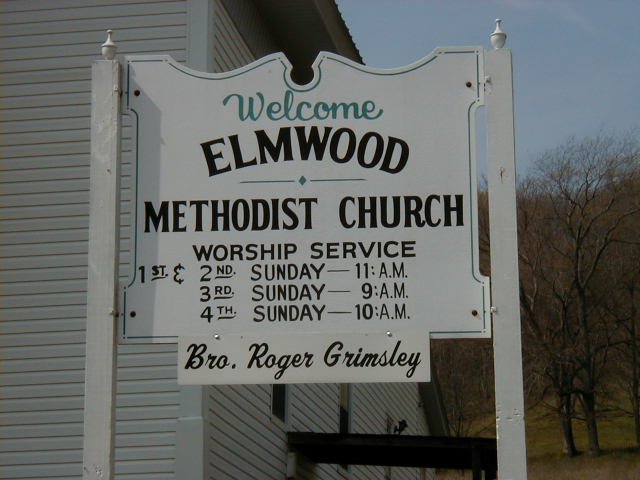 Welcome
ELMWOOD
METHODIST CHURCH
WORSHIP SERVICE
1ST. & 2ND. SUNDAY — 11:A.M.
3RD. SUNDAY — 9:A.M.
4TH. SUNDAY — 10:A.M.
Bro. Roger Grimsley